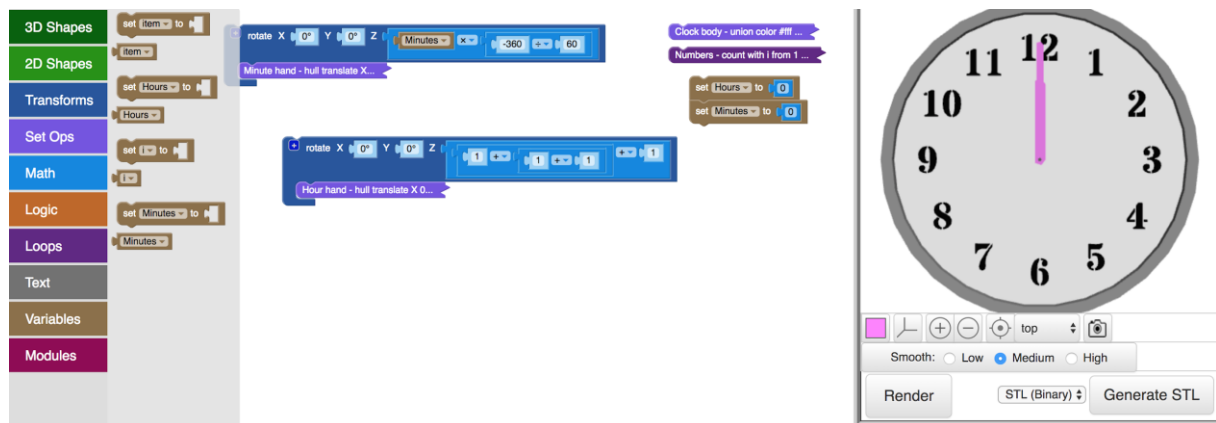 3D Shapes
2D Shapes
Transforms
Set Ops
Math
Logic
Loops
Text
Variables
Modules
set item to
item
set Hours to
Hours
set i to
i
set Minutes to
Minutes
rotate X 0° Y 0° Z Minutes × -360 ÷ 60
Minute hand - hull translate X...
rotate X 0° Y 0° Z 1 + 1 + 1 + 1
Hour hand - hull translate X 0...
Clock body - union color #fff ...
Numbers - count with i from 1 ...
set Hours to 0
set Minutes to 0
12
1
2
3
4
5
6
7
8
9
10
11
top
Smooth: Low Medium High
Render STL (Binary) Generate STL